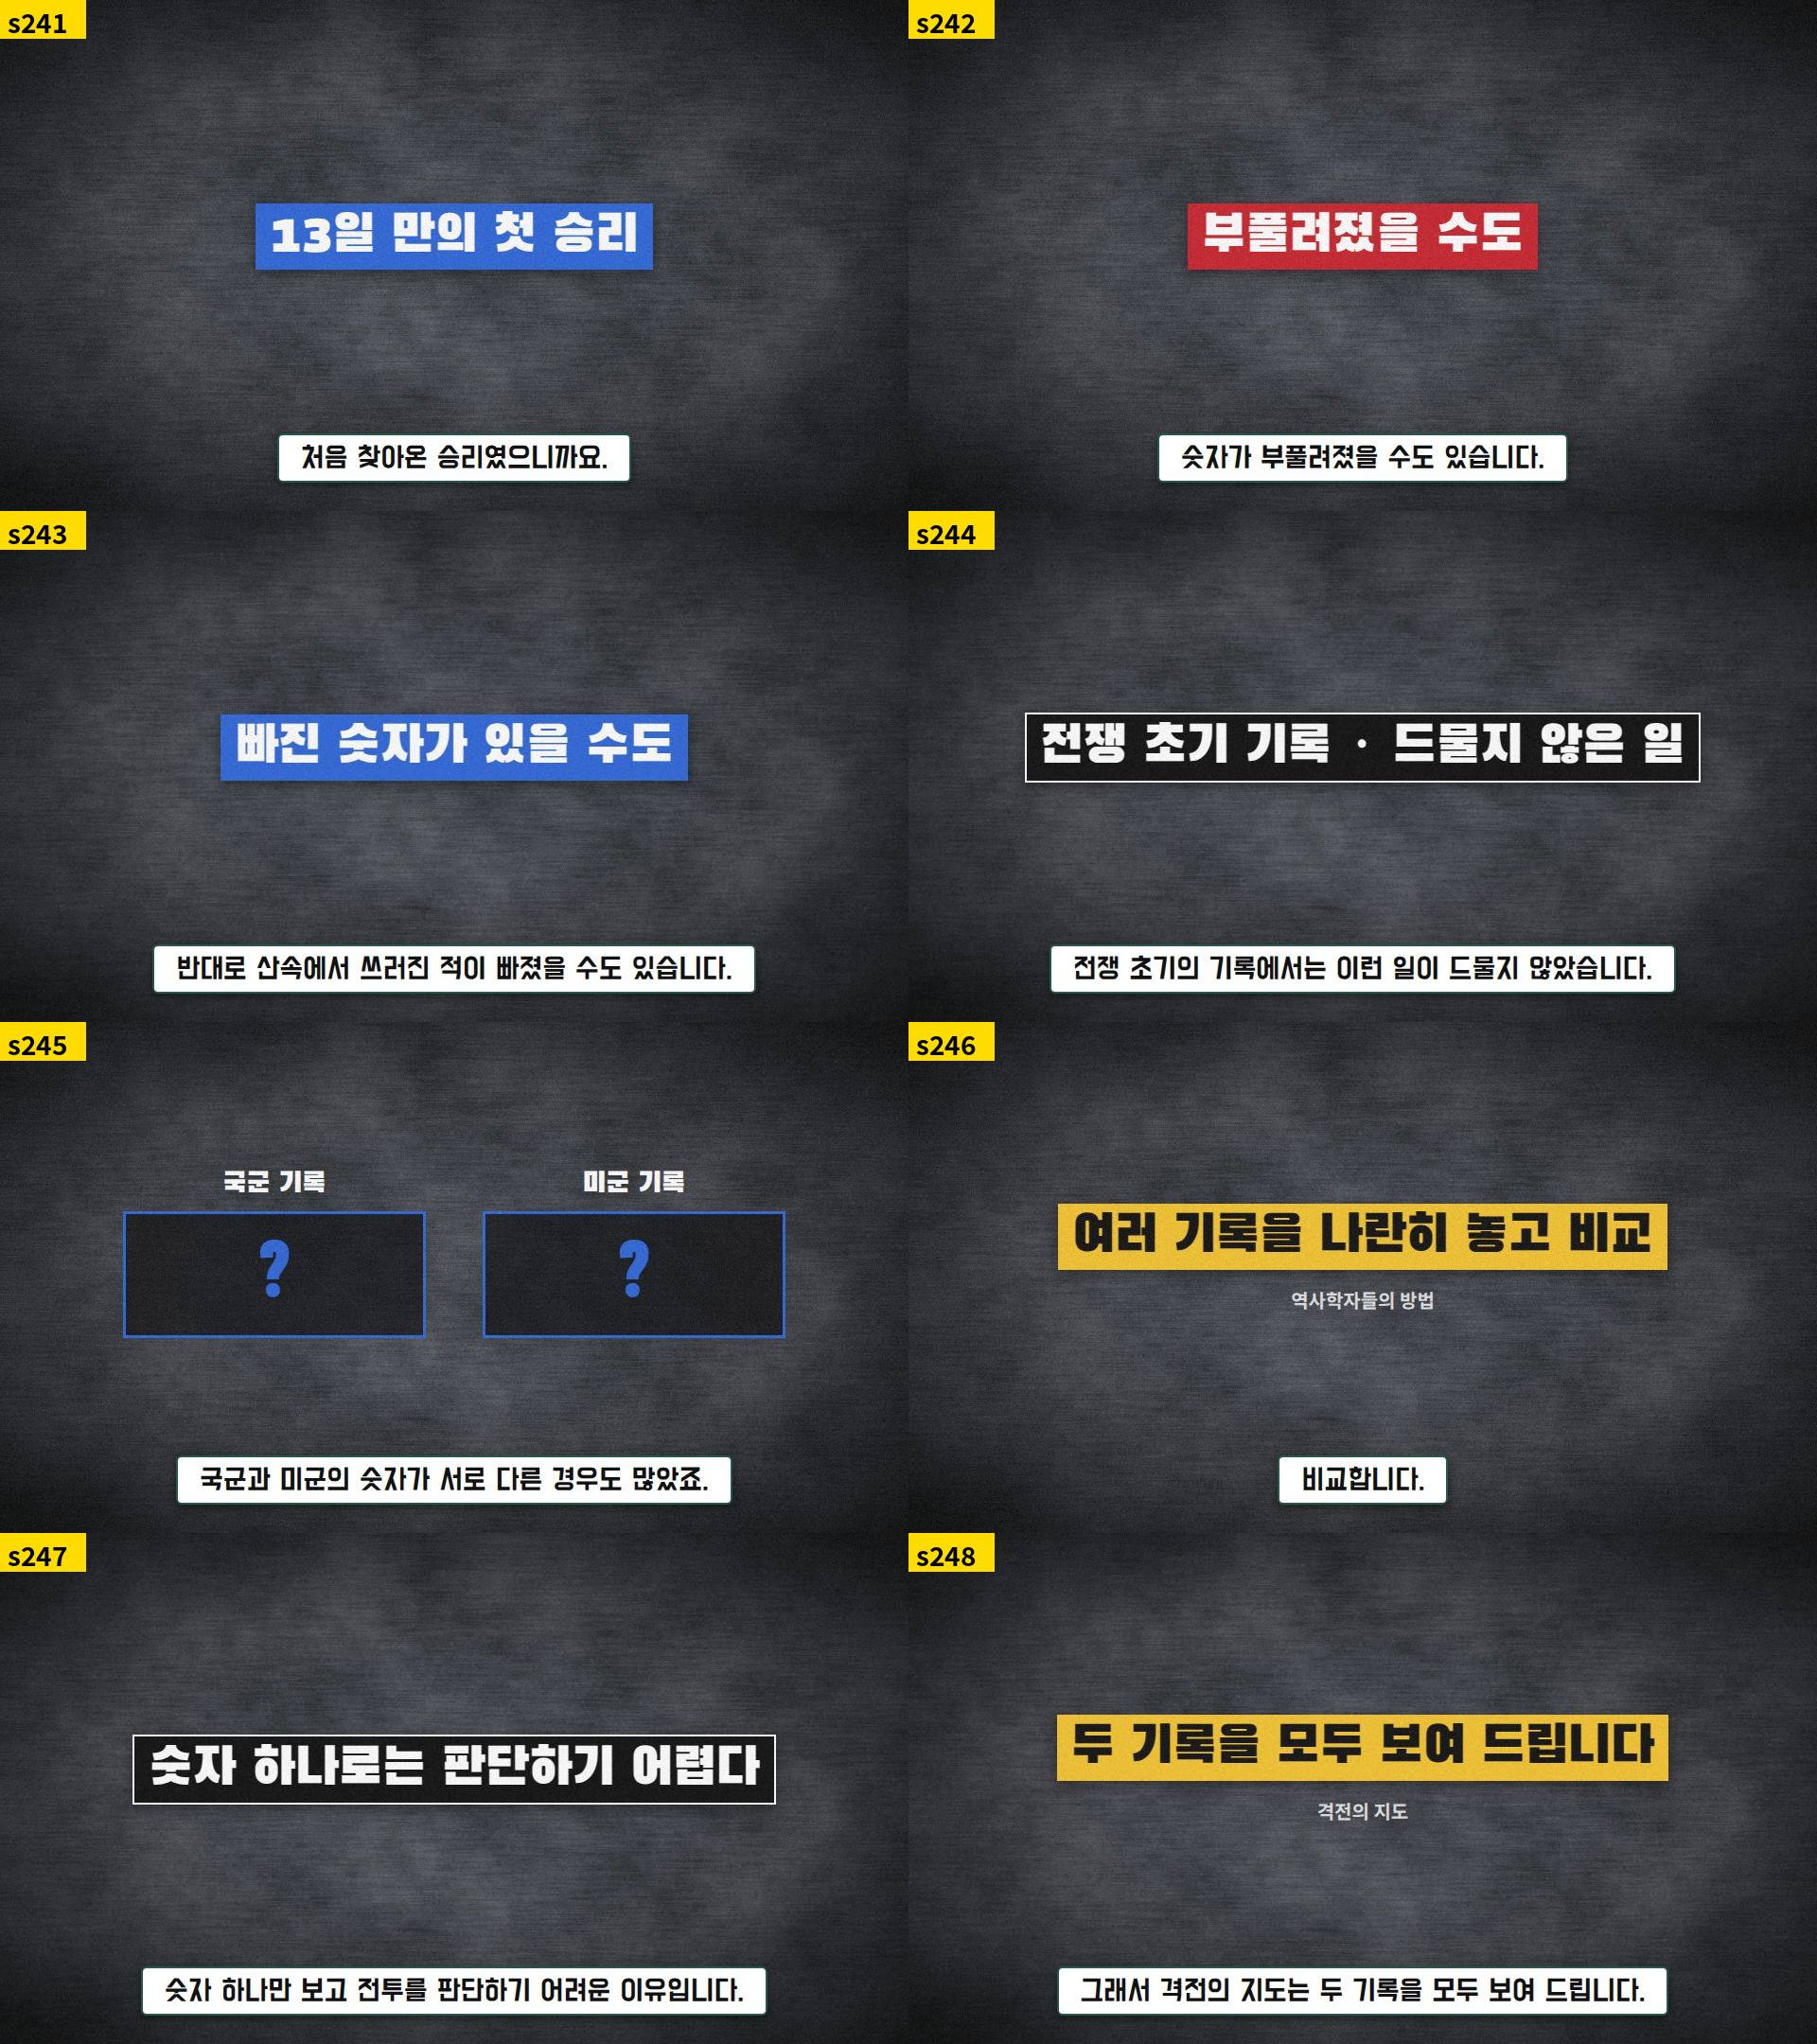 s241
13일 만의 첫 승리
처음 찾아온 승리였으니까요.
s242
부풀려졌을 수도
숫자가 부풀려졌을 수도 있습니다.
s243
빠진 숫자가 있을 수도
반대로 산속에서 쓰러진 적이 빠졌을 수도 있습니다.
s244
전쟁 초기 기록 · 드물지 않은 일
전쟁 초기의 기록에서는 이런 일이 드물지 않았습니다.
s245
국군 기록
?
미군 기록
?
국군과 미군의 숫자가 서로 다른 경우도 많았죠.
s246
여러 기록을 나란히 놓고 비교
역사학자들의 방법
비교합니다.
s247
숫자 하나로는 판단하기 어렵다
숫자 하나만 보고 전투를 판단하기 어려운 이유입니다.
s248
두 기록을 모두 보여 드립니다
격전의 지도
그래서 격전의 지도는 두 기록을 모두 보여 드립니다.